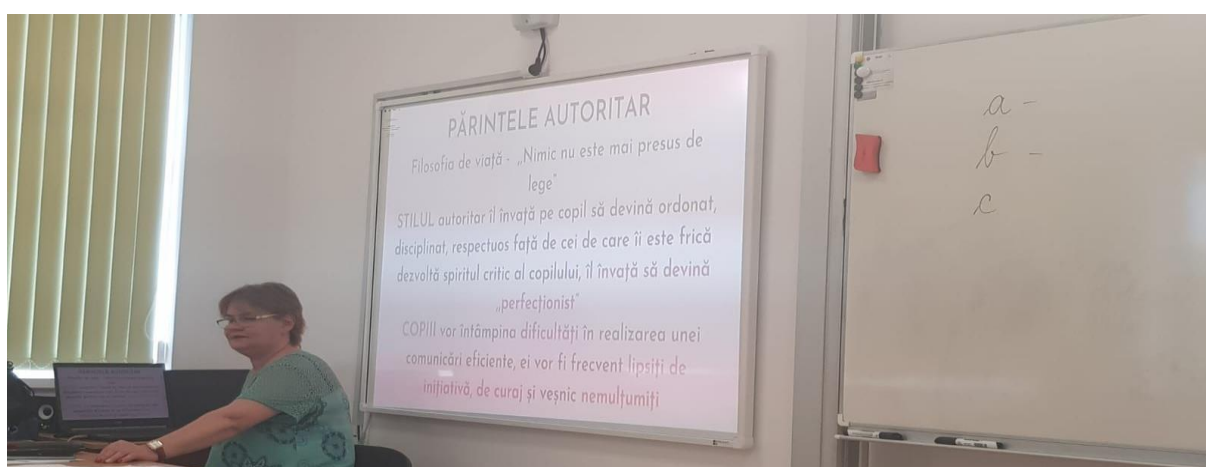 PĂRINTELE AUTORITAR
Filosofia de viață - „Nimic nu este mai presus de
lege"
STILUL autoritar îl învață pe copil să devină ordonat,
disciplinat, respectuos față de cei de care îi este frică
dezvoltă spiritul critic al copilului, îl învață să devină
„perfecționist"
COPIII vor întâmpina dificultăți în realizarea unei
comunicări eficiente, ei vor fi frecvent lipsiți de
inițiativă, de curaj și veșnic nemulțumiți
a -
b -
c